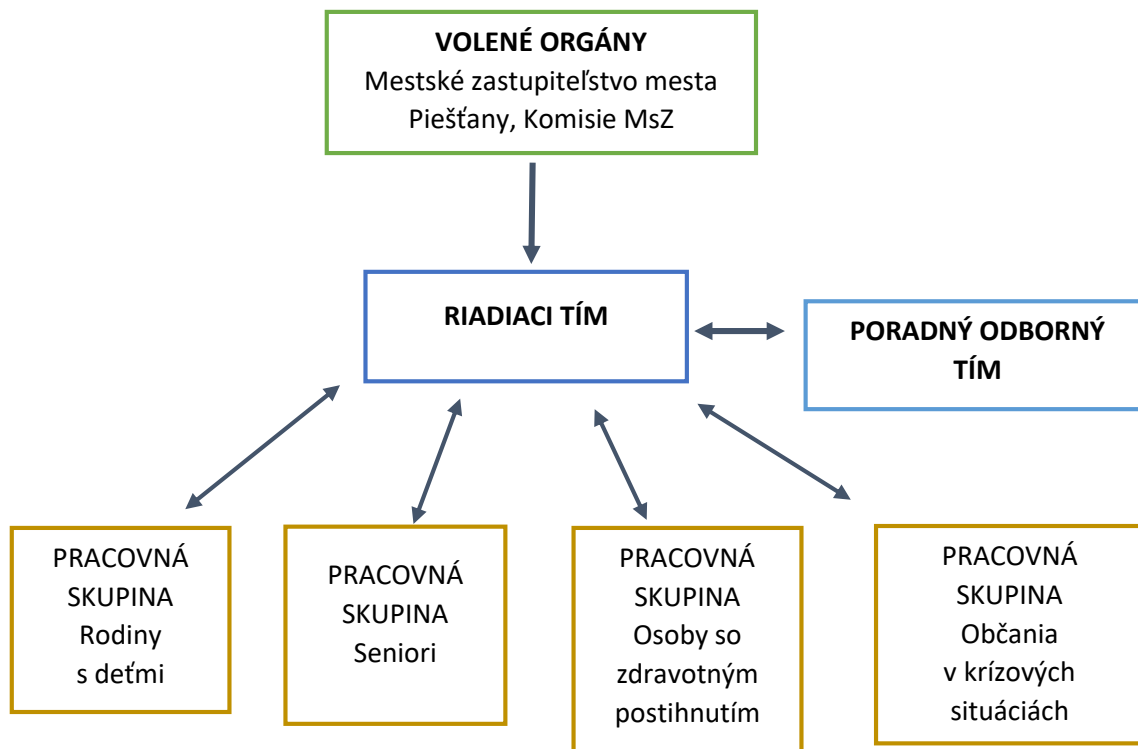 VOLENÉ ORGÁNY
Mestské zastupiteľstvo mesta
Piešťany, Komisie MsZ
RIADIACI TÍM
PORADNÝ ODBORNÝ
TÍM
PRACOVNÁ
SKUPINA
Rodiny
s deťmi
PRACOVNÁ
SKUPINA
Seniori
PRACOVNÁ
SKUPINA
Osoby so
zdravotným
postihnutím
PRACOVNÁ
SKUPINA
Občania
v krízových
situáciách